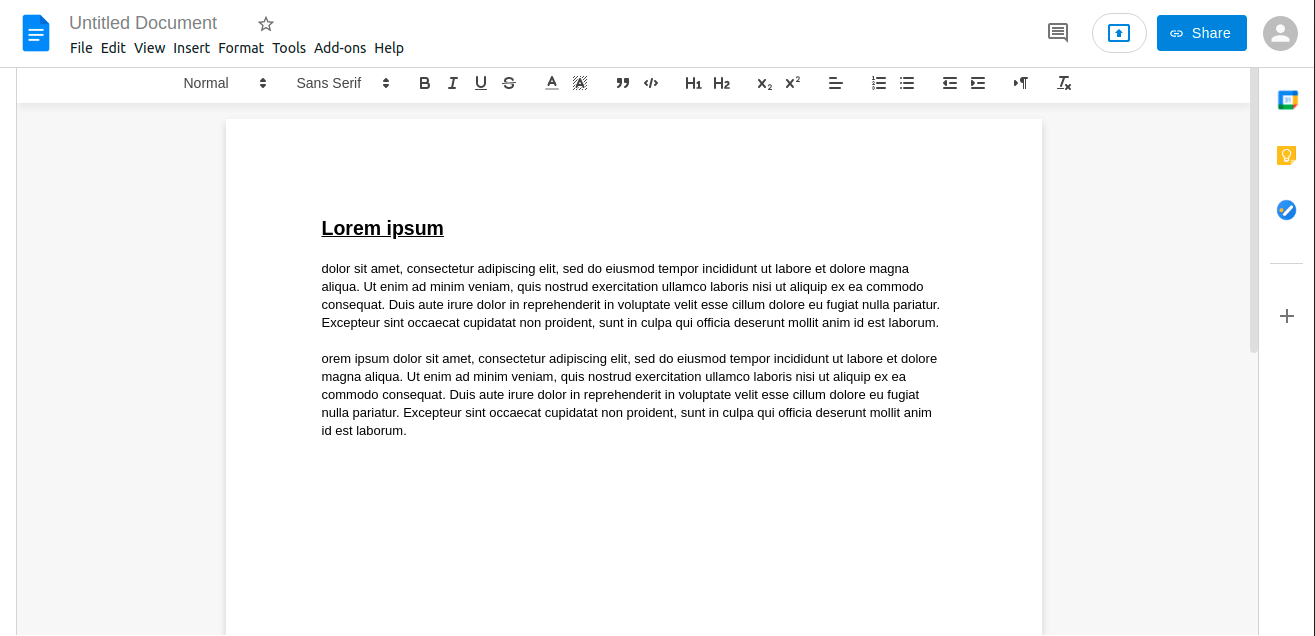 Untitled Document
File Edit View Insert Format Tools Add-ons Help
Share
Normal Sans Serif B I U S A A H1 H2 X2 X2
Lorem ipsum
dolor sit amet, consectetur adipiscing elit, sed do eiusmod tempor incididunt ut labore et dolore magna
aliqua. Ut enim ad minim veniam, quis nostrud exercitation ullamco laboris nisi ut aliquip ex ea commodo
consequat. Duis aute irure dolor in reprehenderit in voluptate velit esse cillum dolore eu fugiat nulla pariatur.
Excepteur sint occaecat cupidatat non proident, sunt in culpa qui officia deserunt mollit anim id est laborum.
orem ipsum dolor sit amet, consectetur adipiscing elit, sed do eiusmod tempor incididunt ut labore et dolore
magna aliqua. Ut enim ad minim veniam, quis nostrud exercitation ullamco laboris nisi ut aliquip ex ea
commodo consequat. Duis aute irure dolor in reprehenderit in voluptate velit esse cillum dolore eu fugiat
nulla pariatur. Excepteur sint occaecat cupidatat non proident, sunt in culpa qui officia deserunt mollit anim
id est laborum.